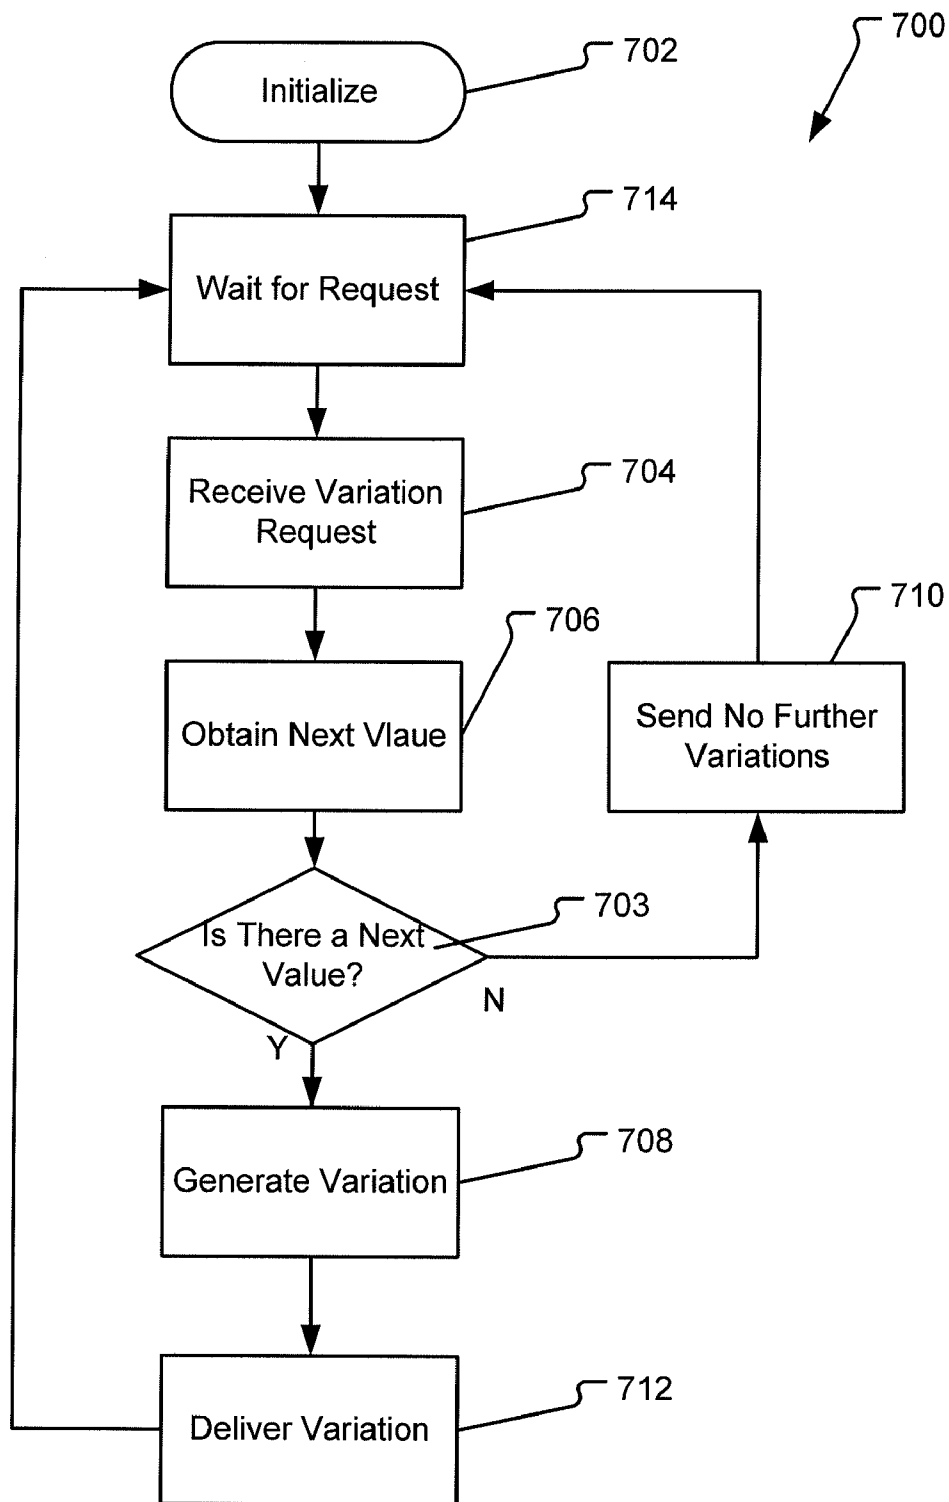 700
702
Initialize
714
Wait for Request
704
Receive Variation
Request
706
Obtain Next Vlaue
710
Send No Further
Variations
703
Is There a Next
Value?
N
Y
708
Generate Variation
712
Deliver Variation